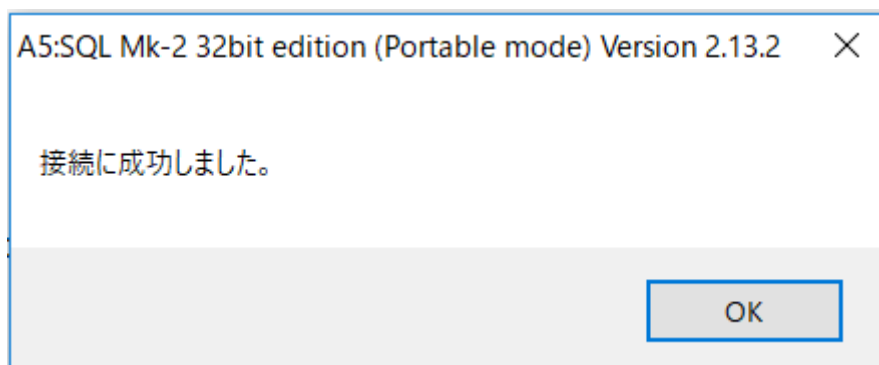 A5:SQL Mk-2 32bit edition (Portable mode) Version 2.13.2
接続に成功しました。
OK